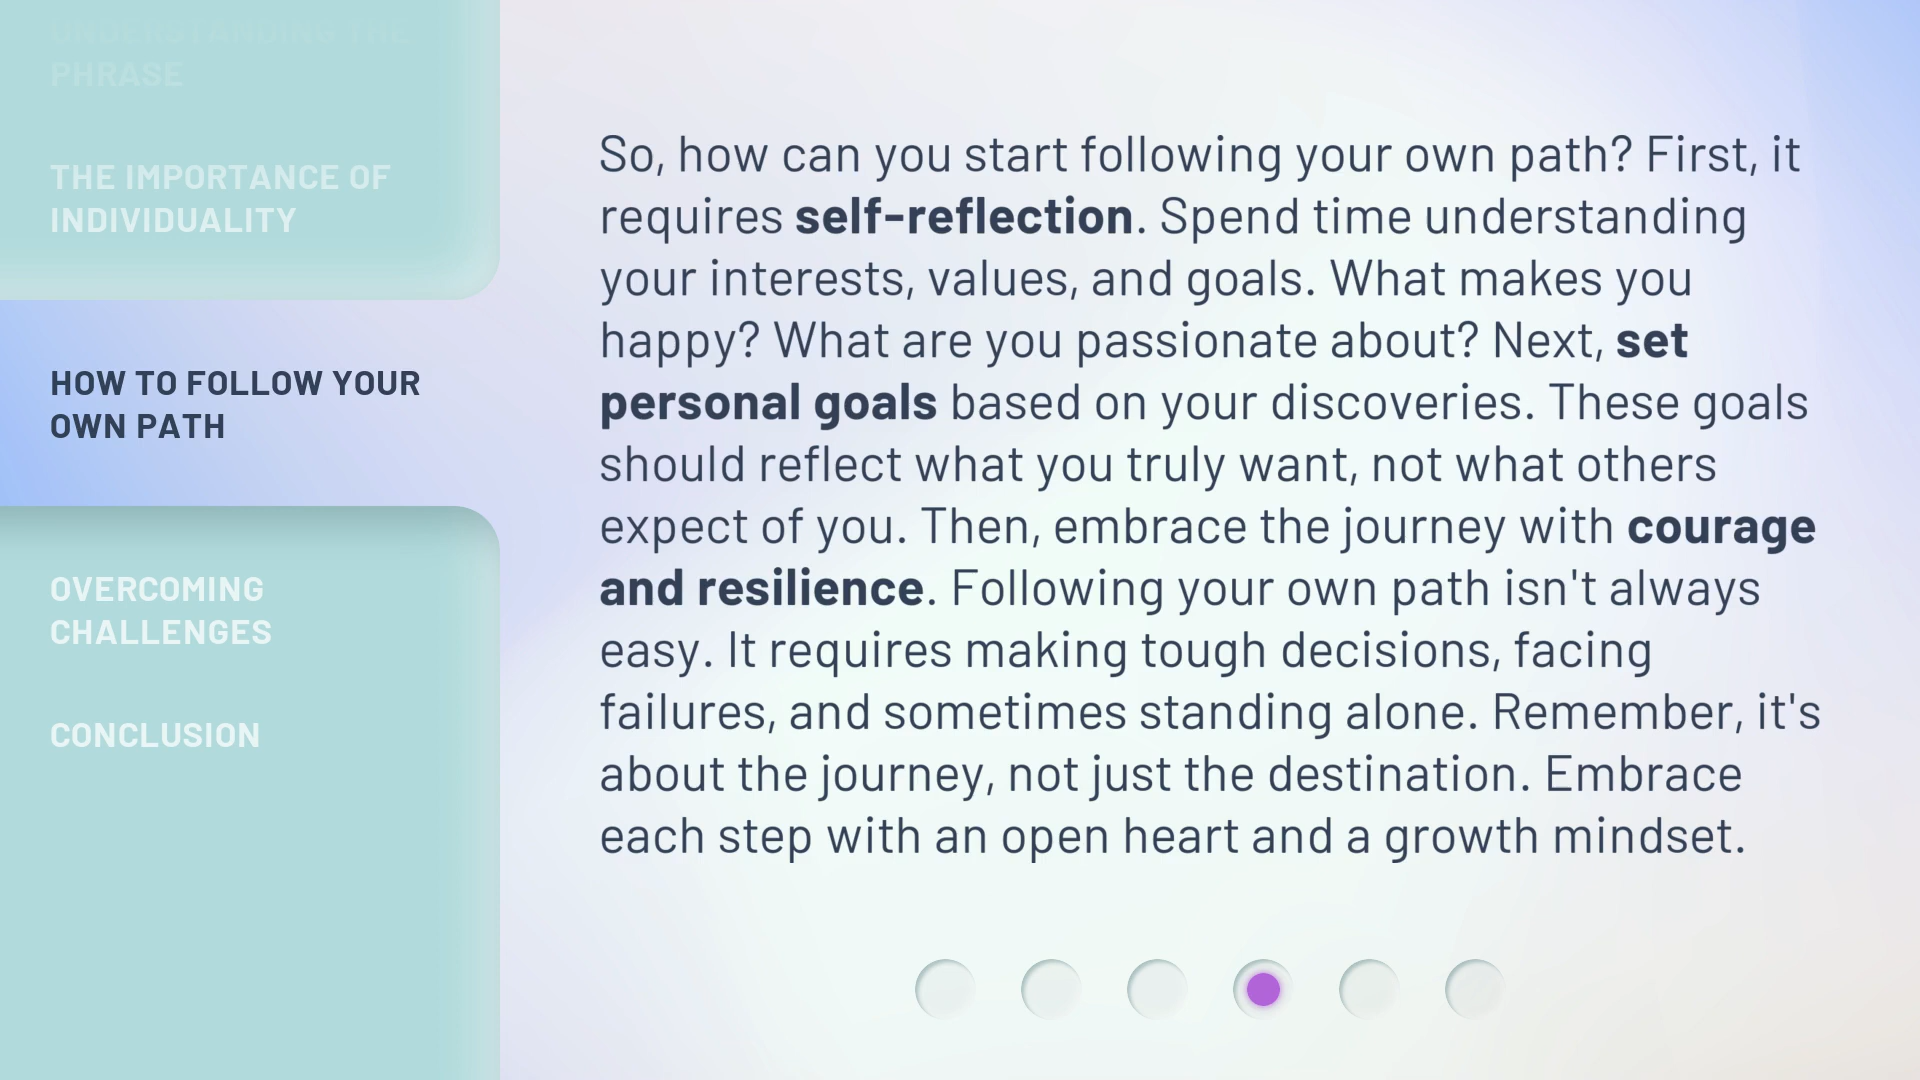 UNDERSTANDING THE
PHRASE
THE IMPORTANCE OF
INDIVIDUALITY
HOW TO FOLLOW YOUR
OWN PATH
OVERCOMING
CHALLENGES
CONCLUSION
So, how can you start following your own path? First, it
requires self-reflection. Spend time understanding
your interests, values, and goals. What makes you
happy? What are you passionate about? Next, set
personal goals based on your discoveries. These goals
should reflect what you truly want, not what others
expect of you. Then, embrace the journey with courage
and resilience. Following your own path isn't always
easy. It requires making tough decisions, facing
failures, and sometimes standing alone. Remember, it's
about the journey, not just the destination. Embrace
each step with an open heart and a growth mindset.